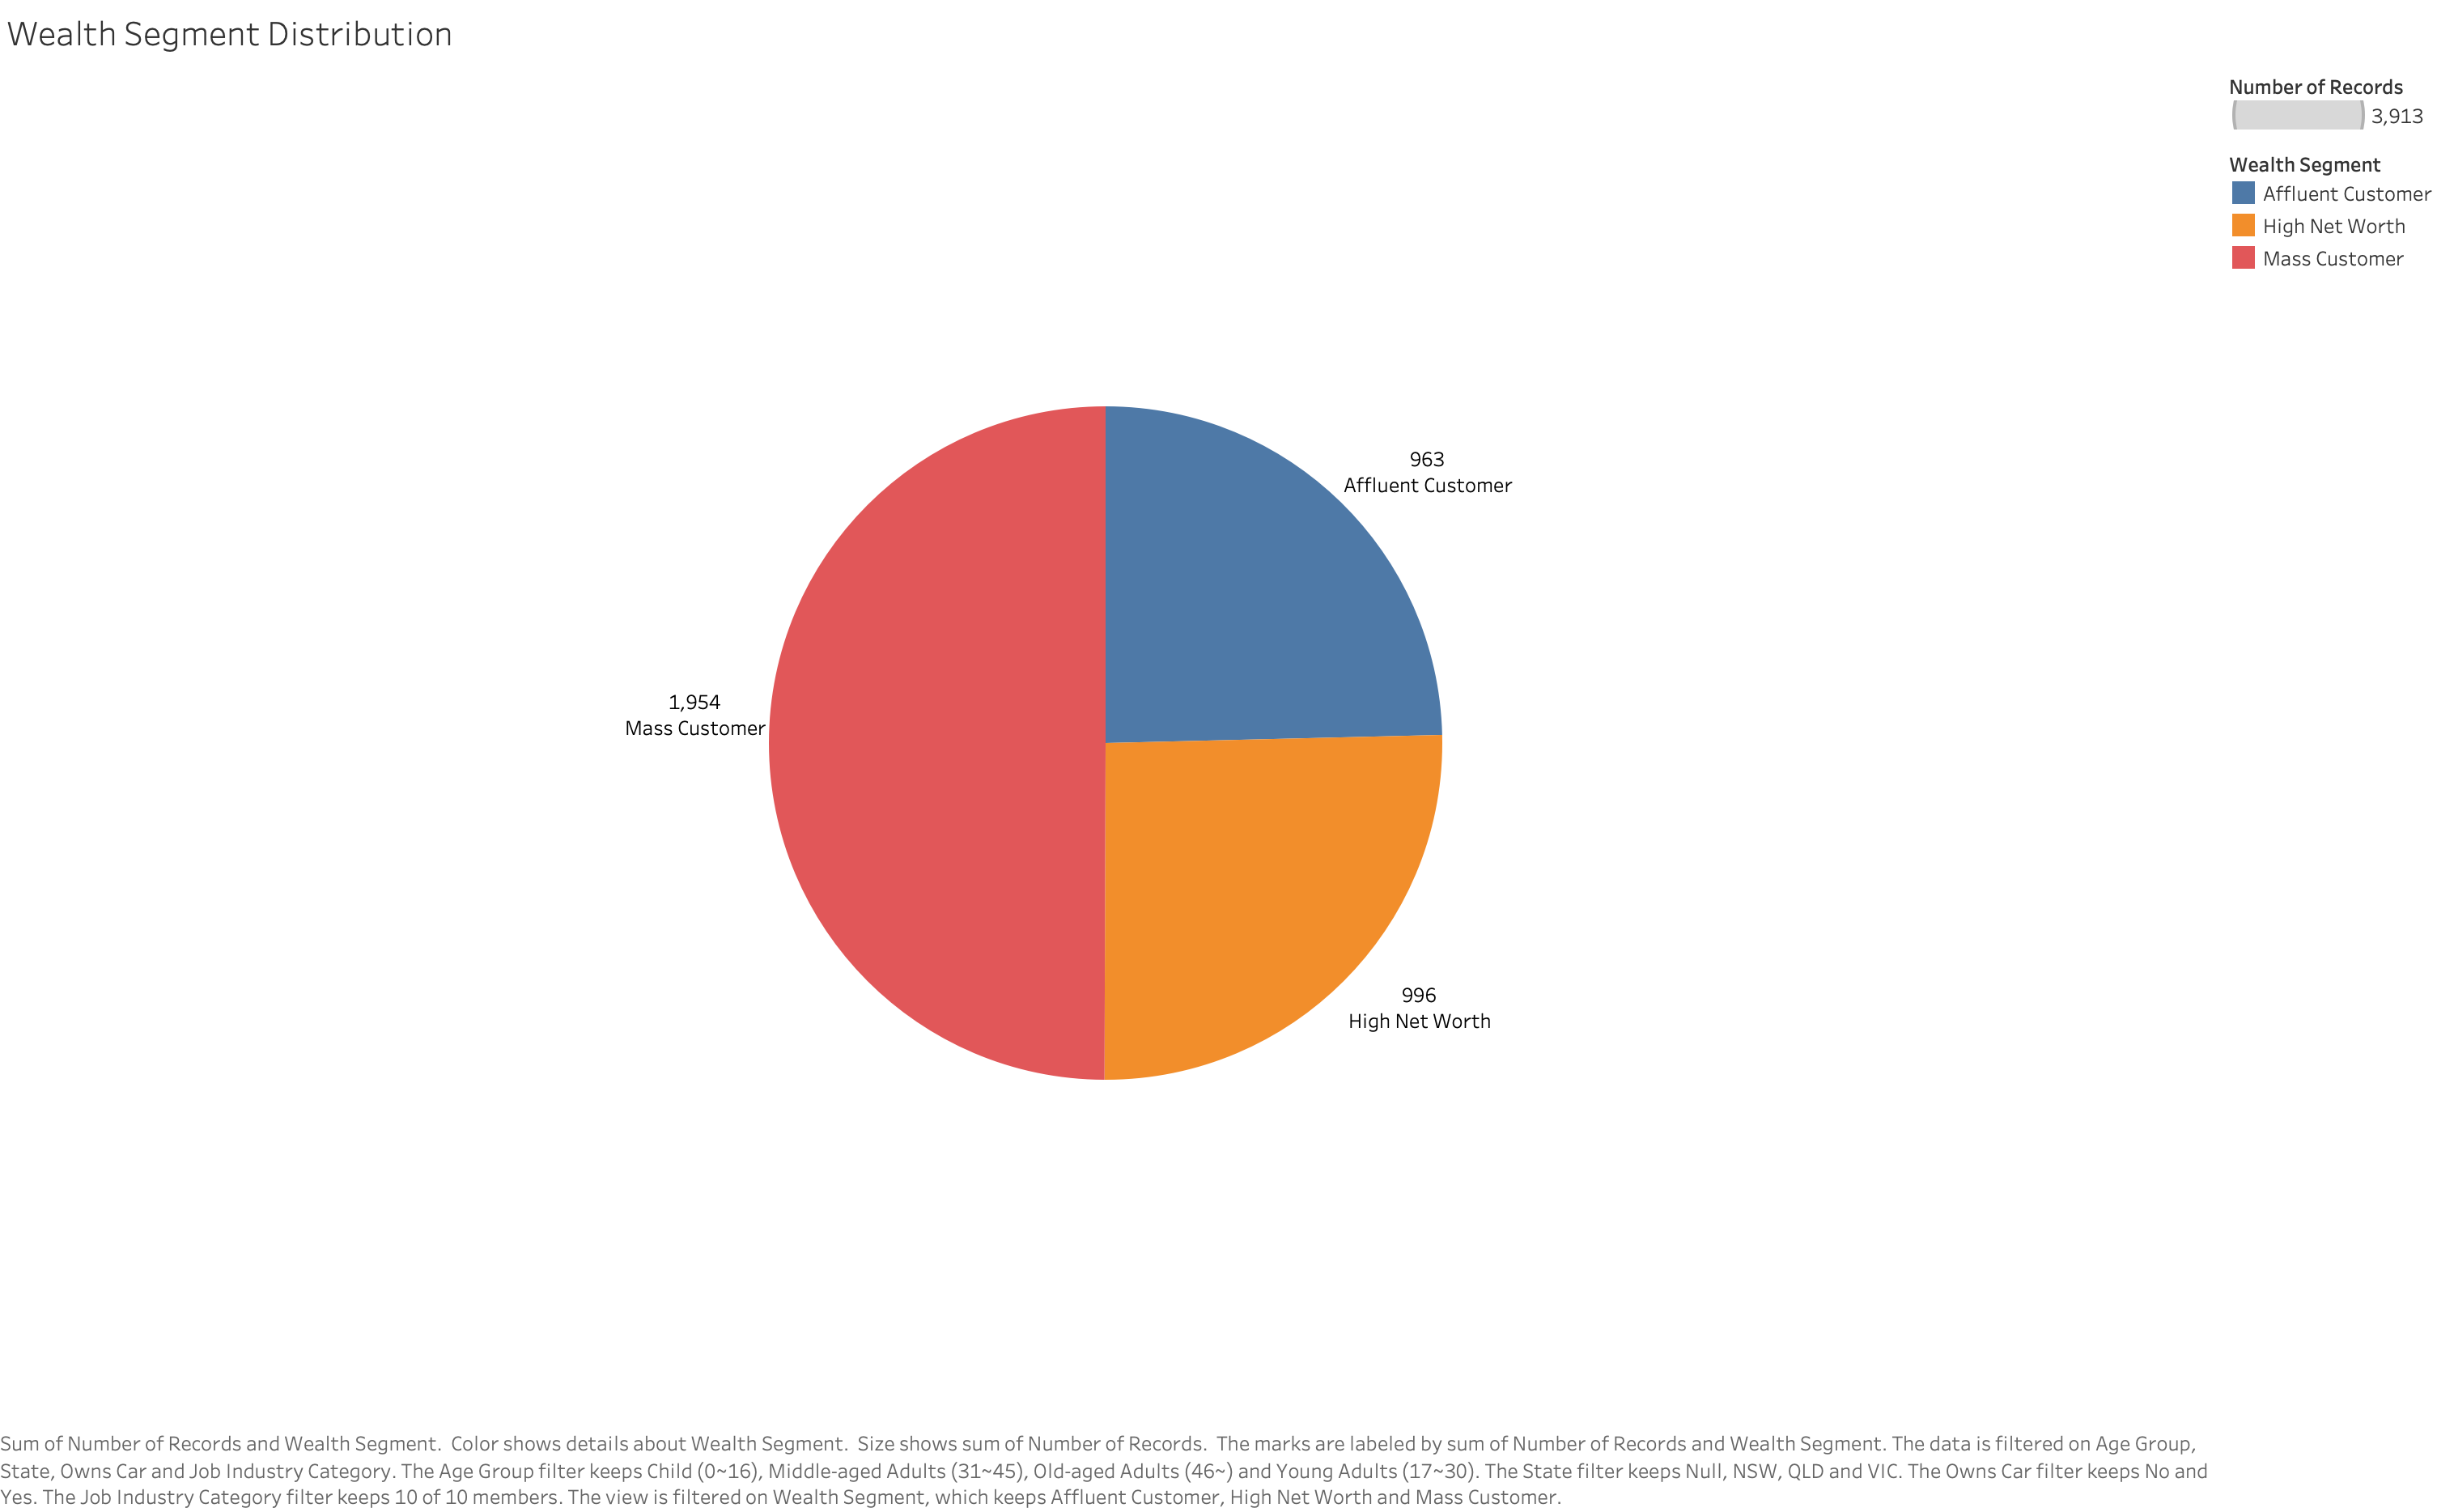 Wealth Segment Distribution
Number of Records
3,913
Wealth Segment
Affluent Customer
High Net Worth
Mass Customer
963
Affluent Customer
1,954
Mass Customer
996
High Net Worth
Sum of Number of Records and Wealth Segment.  Color shows details about Wealth Segment.  Size shows sum of Number of Records.  The marks are labeled by sum of Number of Records and Wealth Segment. The data is filtered on Age Group,
State, Owns Car and Job Industry Category. The Age Group filter keeps Child (0~16), Middle-aged Adults (31~45), Old-aged Adults (46~) and Young Adults (17~30). The State filter keeps Null, NSW, QLD and VIC. The Owns Car filter keeps No and
Yes. The Job Industry Category filter keeps 10 of 10 members. The view is filtered on Wealth Segment, which keeps Affluent Customer, High Net Worth and Mass Customer.